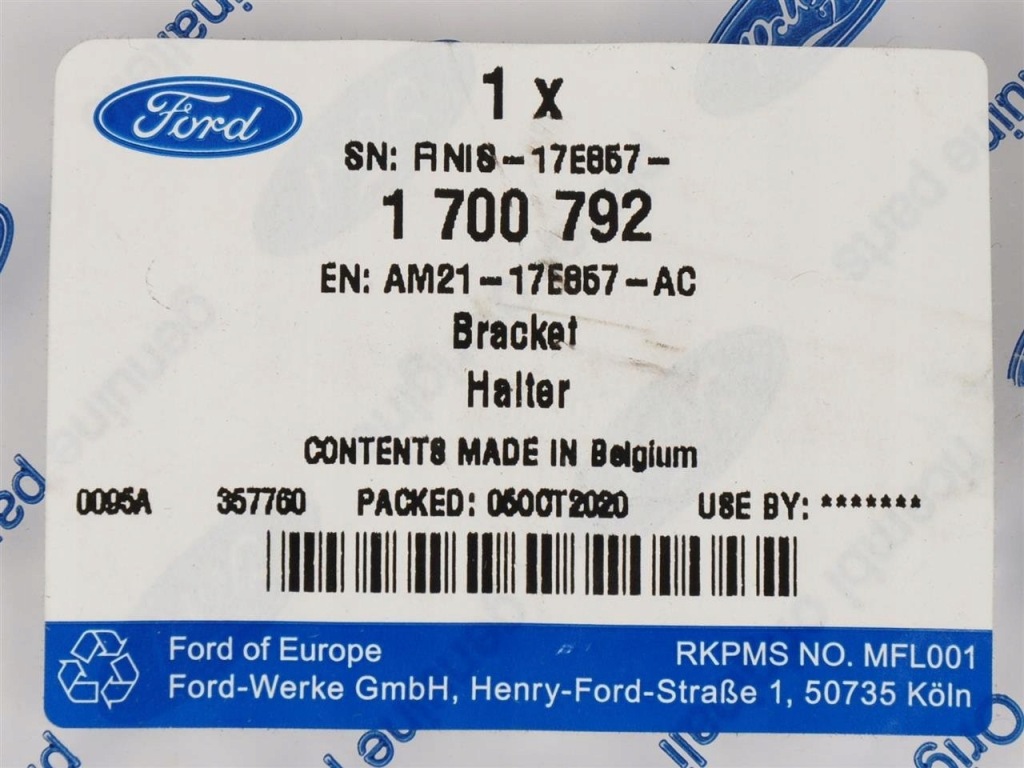 Ford
1 x
SN: FINIS-17E857-
1 700 792
EN: AM21-17E857-AC
Bracket
Halter
CONTENTS MADE IN Belgium
0095A 357760 PACKED: 05OCT2020 USE BY: *******
Ford of Europe
RKPMS NO. MFL001
Ford-Werke GmbH, Henry-Ford-Straße 1, 50735 Köln